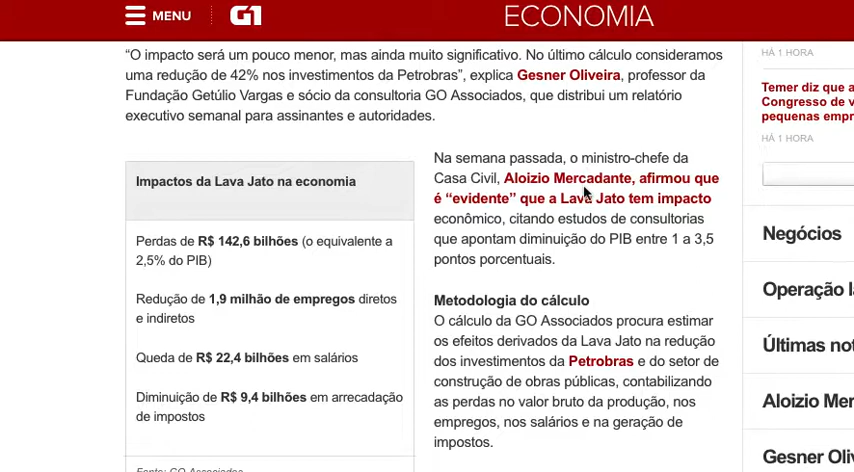 MENU
G1
ECONOMIA
“O impacto será um pouco menor, mas ainda muito significativo. No último cálculo consideramos
uma redução de 42% nos investimentos da Petrobras”, explica Gesner Oliveira, professor da
Fundação Getúlio Vargas e sócio da consultoria GO Associados, que distribui um relatório
executivo semanal para assinantes e autoridades.
Impactos da Lava Jato na economia
Perdas de R$ 142,6 bilhões (o equivalente a
2,5% do PIB)
Redução de 1,9 milhão de empregos diretos
e indiretos
Queda de R$ 22,4 bilhões em salários
Diminuição de R$ 9,4 bilhões em arrecadação
de impostos
Fonte: GO Associados
Na semana passada, o ministro-chefe da
Casa Civil, Aloizio Mercadante, afirmou que
é “evidente” que a Lava Jato tem impacto
econômico, citando estudos de consultorias
que apontam diminuição do PIB entre 1 a 3,5
pontos porcentuais.
Metodologia do cálculo
O cálculo da GO Associados procura estimar
os efeitos derivados da Lava Jato na redução
dos investimentos da Petrobras e do setor de
construção de obras públicas, contabilizando
as perdas no valor bruto da produção, nos
empregos, nos salários e na geração de
impostos.
HÁ 1 HORA
Temer diz que a
Congresso de v
pequenas empr
HÁ 1 HORA
Negócios
Operação l
Últimas not
Aloizio Mer
Gesner Oliv